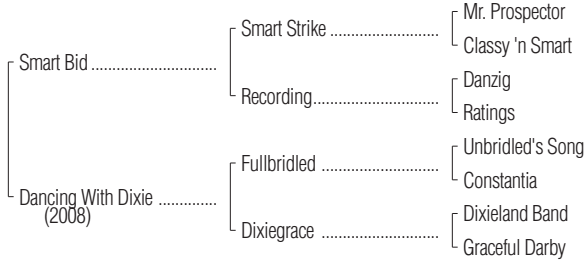 Mr. Prospector
Smart Strike ..........................
Classy 'n Smart
Smart Bid ..............................
Danzig
Recording..............................
Ratings
Unbridled's Song
Fullbridled ............................
Constantia
Dancing With Dixie ..............
(2008)
Dixieland Band
Dixiegrace ............................
Graceful Darby